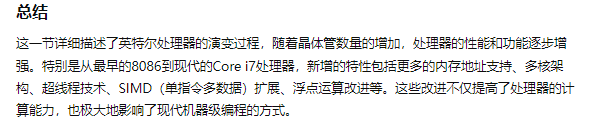 总结
这一节详细描述了英特尔处理器的演变过程，随着晶体管数量的增加，处理器的性能和功能逐步增
强。特别是从最早的8086到现代的Core i7处理器，新增的特性包括更多的内存地址支持、多核架
构、超线程技术、SIMD（单指令多数据）扩展、浮点运算改进等。这些改进不仅提高了处理器的计
算能力，也极大地影响了现代机器级编程的方式。